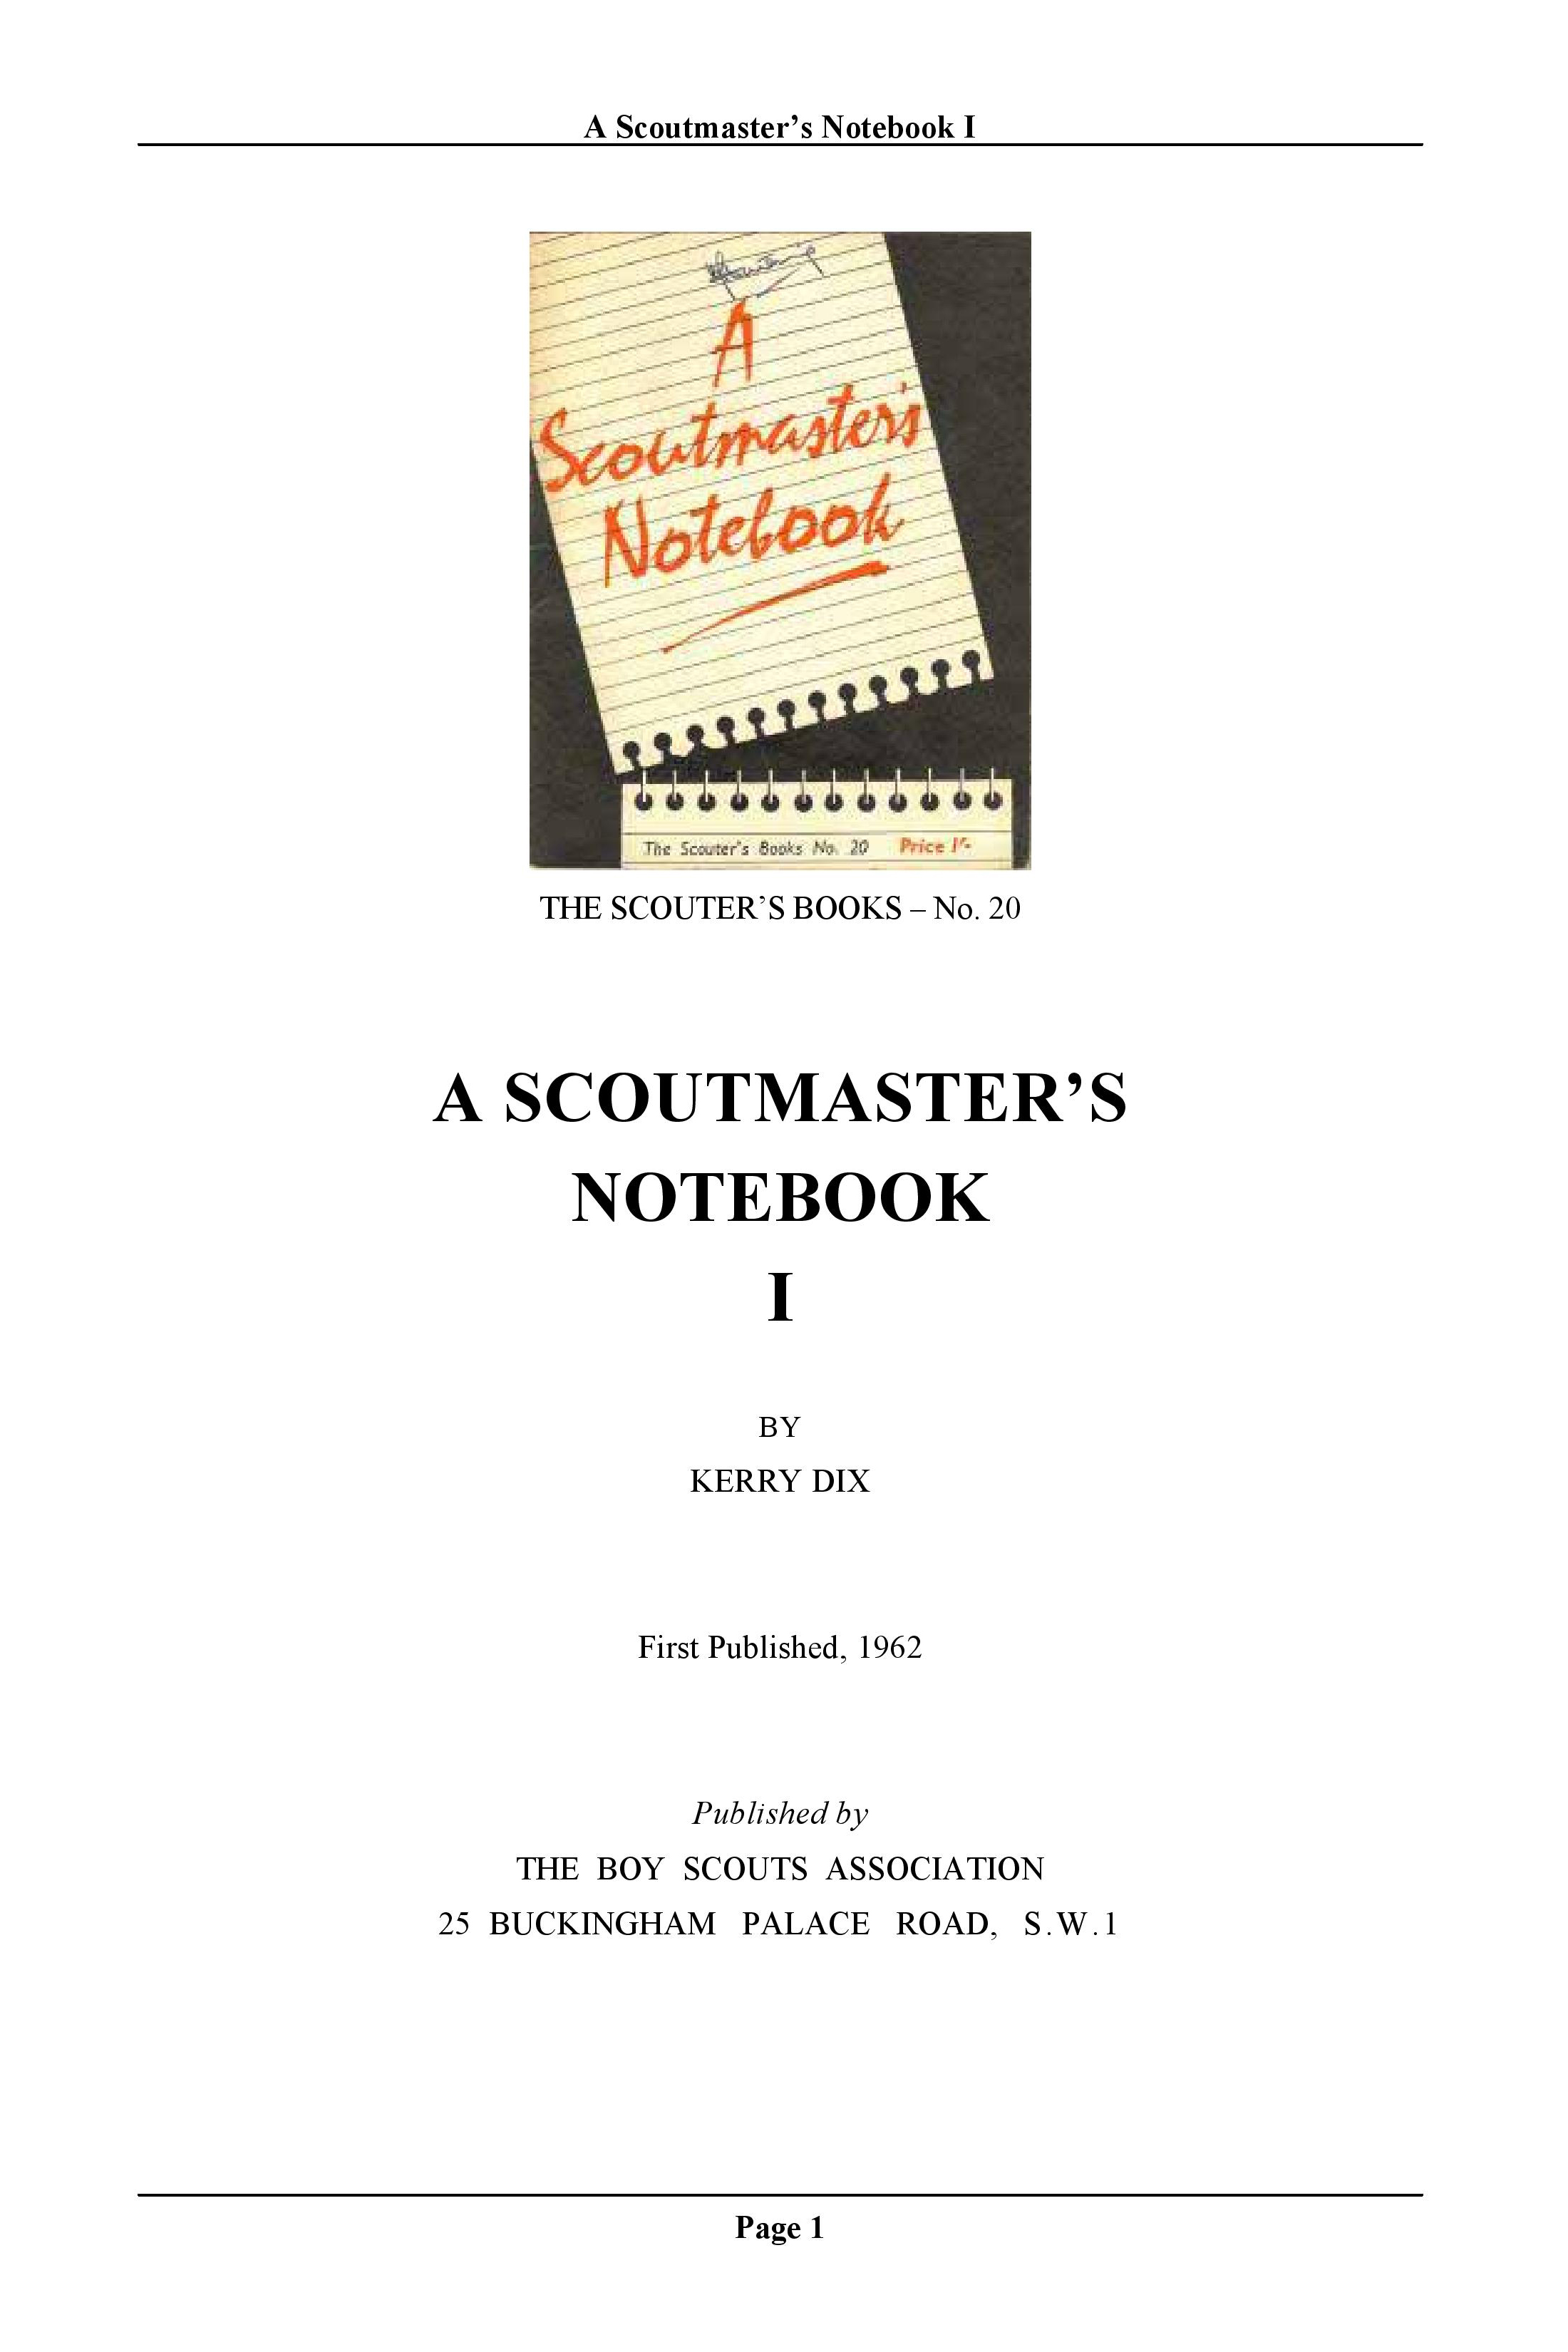 A Scoutmaster’s Notebook I
A
Scoutmaster's
Notebook
The Scouter's Books No. 20 Price 1/-
THE SCOUTER’S BOOKS – No. 20
A SCOUTMASTER’S
NOTEBOOK
I
BY
KERRY DIX
First Published, 1962
Published by
THE BOY SCOUTS ASSOCIATION
25 BUCKINGHAM PALACE ROAD, S.W.1
Page 1